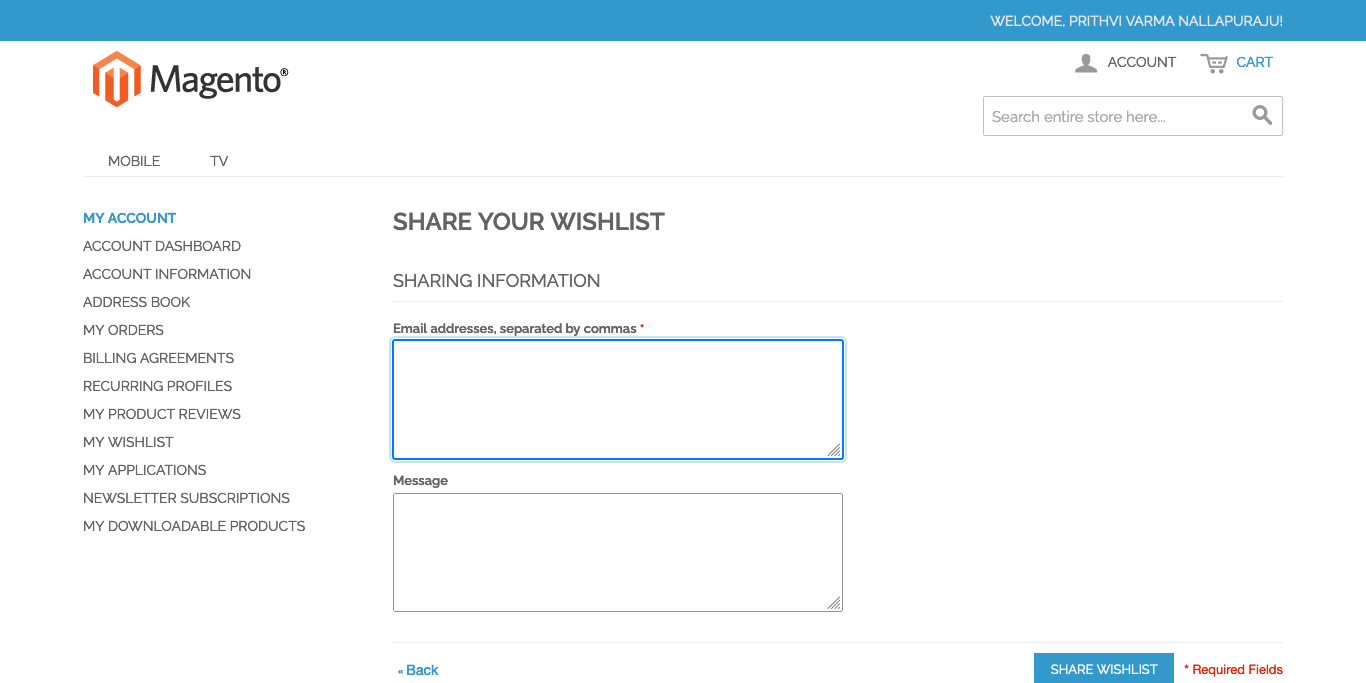 WELCOME, PRITHVI VARMA NALLAPURAJU!
Magento®
ACCOUNT
CART
Search entire store here...
MOBILE
TV
MY ACCOUNT
ACCOUNT DASHBOARD
ACCOUNT INFORMATION
ADDRESS BOOK
MY ORDERS
BILLING AGREEMENTS
RECURRING PROFILES
MY PRODUCT REVIEWS
MY WISHLIST
MY APPLICATIONS
NEWSLETTER SUBSCRIPTIONS
MY DOWNLOADABLE PRODUCTS
SHARE YOUR WISHLIST
SHARING INFORMATION
Email addresses, separated by commas *
Message
« Back
SHARE WISHLIST
* Required Fields